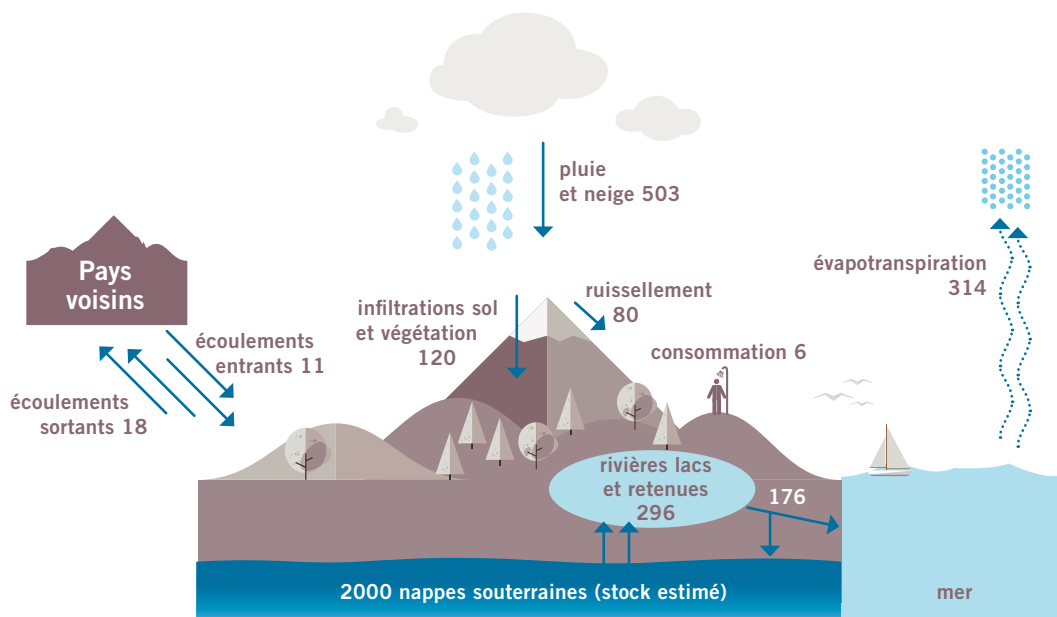 pluie
et neige 503
Pays
voisins
évapotranspiration
314
infiltrations sol
et végétation
120
ruissellement
80
écoulements
entrants 11
consommation 6
écoulements
sortants 18
rivières lacs
et retenues
296
176
2000 nappes souterraines (stock estimé)
mer